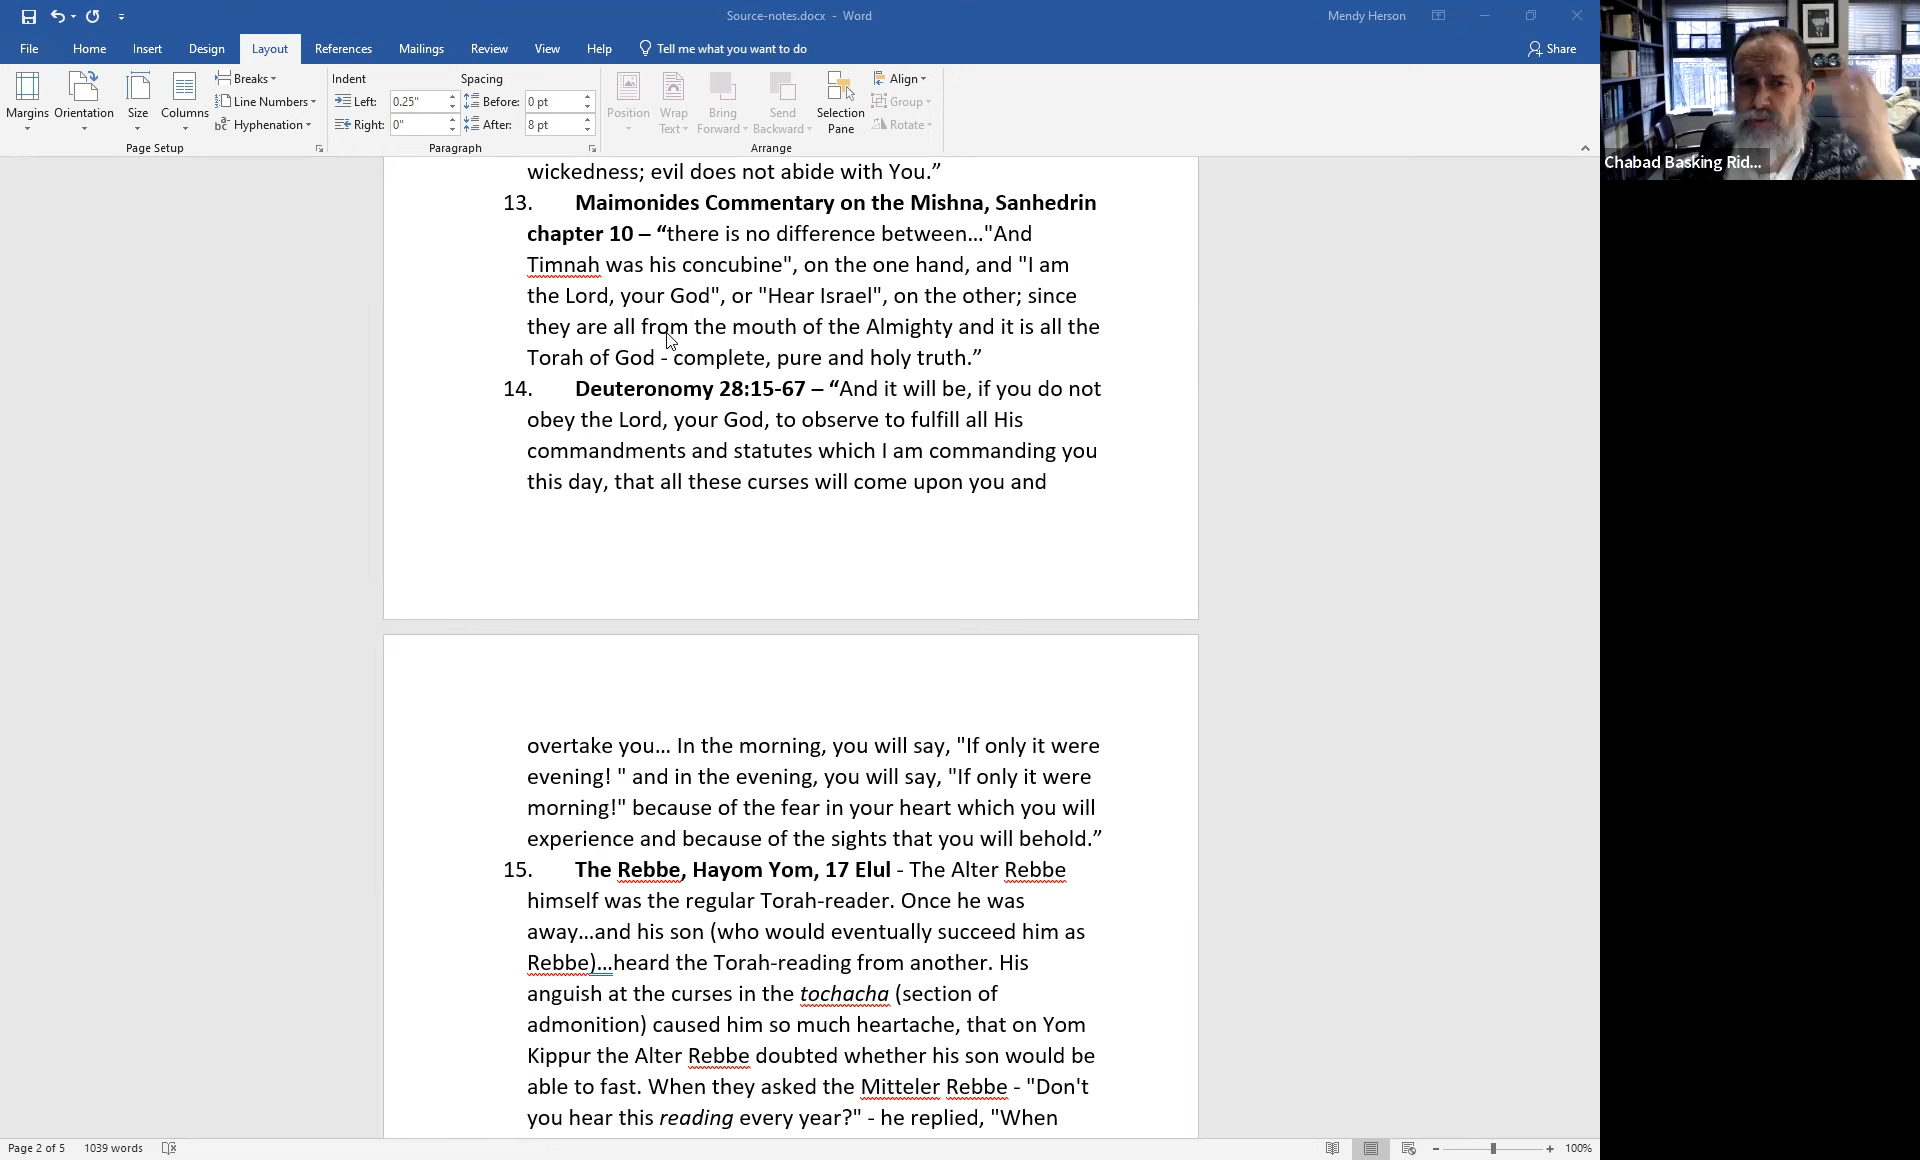 Source-notes.docx - Word
Mendy Herson
File Home Insert Design Layout References Mailings Review View Help Tell me what you want to do Share
Margins
Orientation
Size
Columns
Breaks
Line Numbers
Hyphenation
Page Setup
Indent
Left: 0.25"
Right: 0"
Spacing
Before: 0 pt
After: 8 pt
Paragraph
Position
Wrap Text
Bring Forward
Send Backward
Selection Pane
Align
Group
Rotate
Arrange
Chabad Basking Rid...
wickedness; evil does not abide with You.”
13. Maimonides Commentary on the Mishna, Sanhedrin
chapter 10 – “there is no difference between…"And
Timnah was his concubine", on the one hand, and "I am
the Lord, your God", or "Hear Israel", on the other; since
they are all from the mouth of the Almighty and it is all the
Torah of God - complete, pure and holy truth.”
14. Deuteronomy 28:15-67 – “And it will be, if you do not
obey the Lord, your God, to observe to fulfill all His
commandments and statutes which I am commanding you
this day, that all these curses will come upon you and
overtake you… In the morning, you will say, "If only it were
evening! " and in the evening, you will say, "If only it were
morning!" because of the fear in your heart which you will
experience and because of the sights that you will behold.”
15. The Rebbe, Hayom Yom, 17 Elul - The Alter Rebbe
himself was the regular Torah-reader. Once he was
away…and his son (who would eventually succeed him as
Rebbe)…heard the Torah-reading from another. His
anguish at the curses in the tochacha (section of
admonition) caused him so much heartache, that on Yom
Kippur the Alter Rebbe doubted whether his son would be
able to fast. When they asked the Mitteler Rebbe - "Don't
you hear this reading every year?" - he replied, "When
Page 2 of 5 1039 words
100%